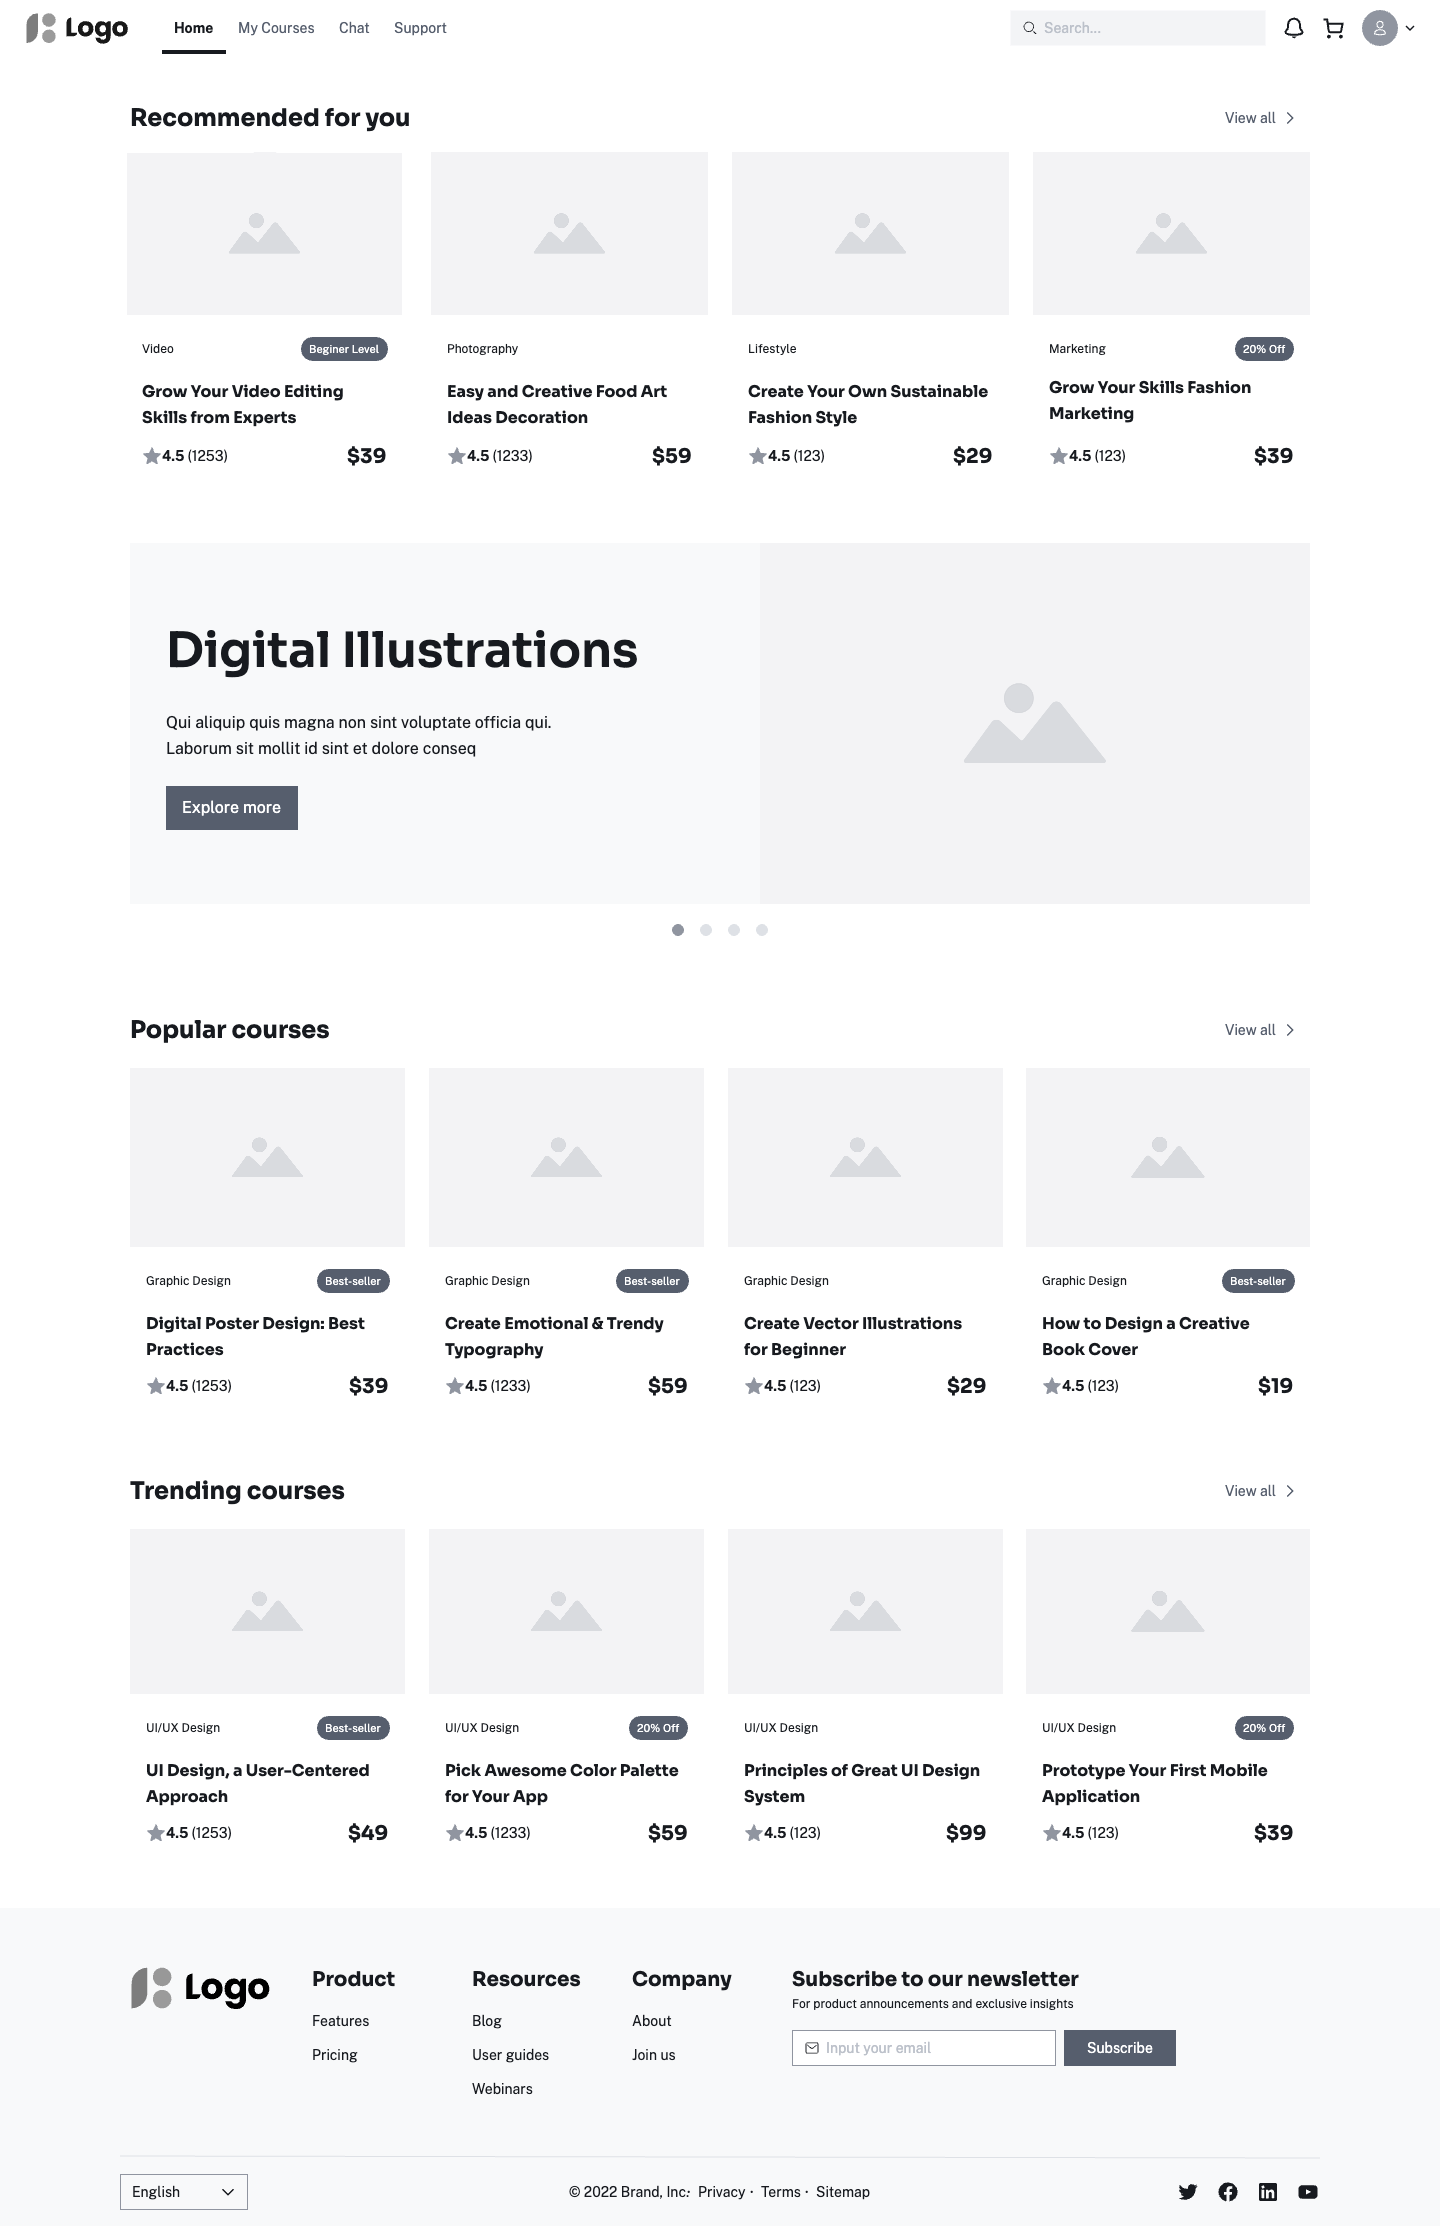 Logo Home My Courses Chat Support Search...
Recommended for you View all
Video Beginer Level
Grow Your Video Editing
Skills from Experts
4.5 (1253) $39
Photography
Easy and Creative Food Art
Ideas Decoration
4.5 (1233) $59
Lifestyle
Create Your Own Sustainable
Fashion Style
4.5 (123) $29
Marketing 20% Off
Grow Your Skills Fashion
Marketing
4.5 (123) $39
Digital Illustrations
Qui aliquip quis magna non sint voluptate officia qui.
Laborum sit mollit id sint et dolore conseq
Explore more
Popular courses View all
Graphic Design Best-seller
Digital Poster Design: Best
Practices
4.5 (1253) $39
Graphic Design Best-seller
Create Emotional & Trendy
Typography
4.5 (1233) $59
Graphic Design
Create Vector Illustrations
for Beginner
4.5 (123) $29
Graphic Design Best-seller
How to Design a Creative
Book Cover
4.5 (123) $19
Trending courses View all
UI/UX Design Best-seller
UI Design, a User-Centered
Approach
4.5 (1253) $49
UI/UX Design 20% Off
Pick Awesome Color Palette
for Your App
4.5 (1233) $59
UI/UX Design
Principles of Great UI Design
System
4.5 (123) $99
UI/UX Design 20% Off
Prototype Your First Mobile
Application
4.5 (123) $39
Logo
Product
Features
Pricing
Resources
Blog
User guides
Webinars
Company
About
Join us
Subscribe to our newsletter
For product announcements and exclusive insights
Input your email Subscribe
English © 2022 Brand, Inc. · Privacy · Terms · Sitemap